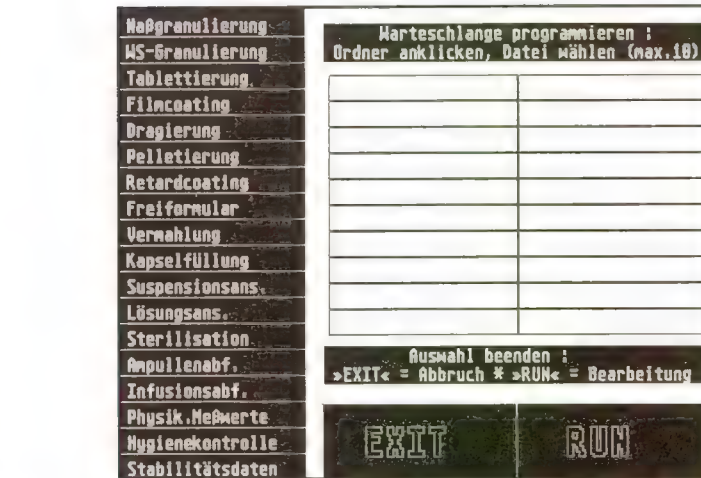 Naßgranulierung
WS-Granulierung
Tablettierung
Filmcoating
Dragierung
Pelletierung
Retardcoating
Freiformular
Vermahlung
Kapselfüllung
Suspensionsans.
Lösungsans.
Sterilisation
Ampullenabf.
Infusionsabf.
Physik.Meßwerte
Hygienekontrolle
Stabilitätsdaten
Warteschlange programmieren :
Ordner anklicken, Datei wählen (max.10)
Auswahl beenden :
»EXIT« = Abbruch * »RUN« = Bearbeitung
EXIT
RUN